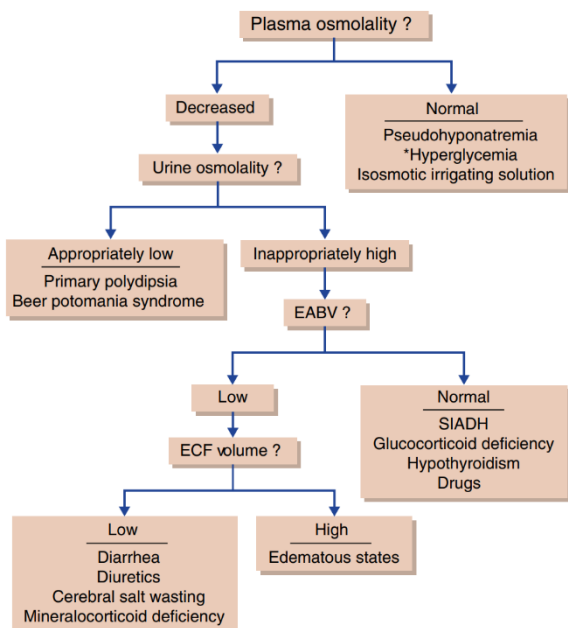 Plasma osmolality ?
Decreased
Normal
Pseudohyponatremia
*Hyperglycemia
Isosmotic irrigating solution
Urine osmolality ?
Appropriately low
Primary polydipsia
Beer potomania syndrome
Inappropriately high
EABV ?
Low
Normal
SIADH
Glucocorticoid deficiency
Hypothyroidism
Drugs
ECF volume ?
Low
Diarrhea
Diuretics
Cerebral salt wasting
Mineralocorticoid deficiency
High
Edematous states